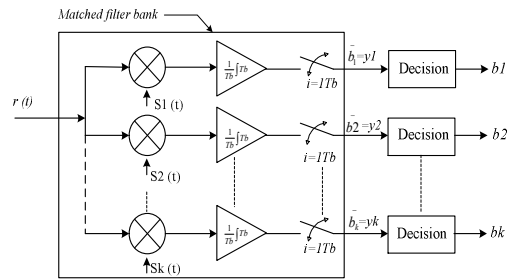 Matched filter bank
r (t)
S1 (t)
1/Tb ∫Tb
i=1Tb
b̄1=y1
Decision
b1
S2 (t)
1/Tb ∫Tb
i=1Tb
b̄2=y2
Decision
b2
Sk (t)
1/Tb ∫Tb
i=1Tb
b̄k=yk
Decision
bk